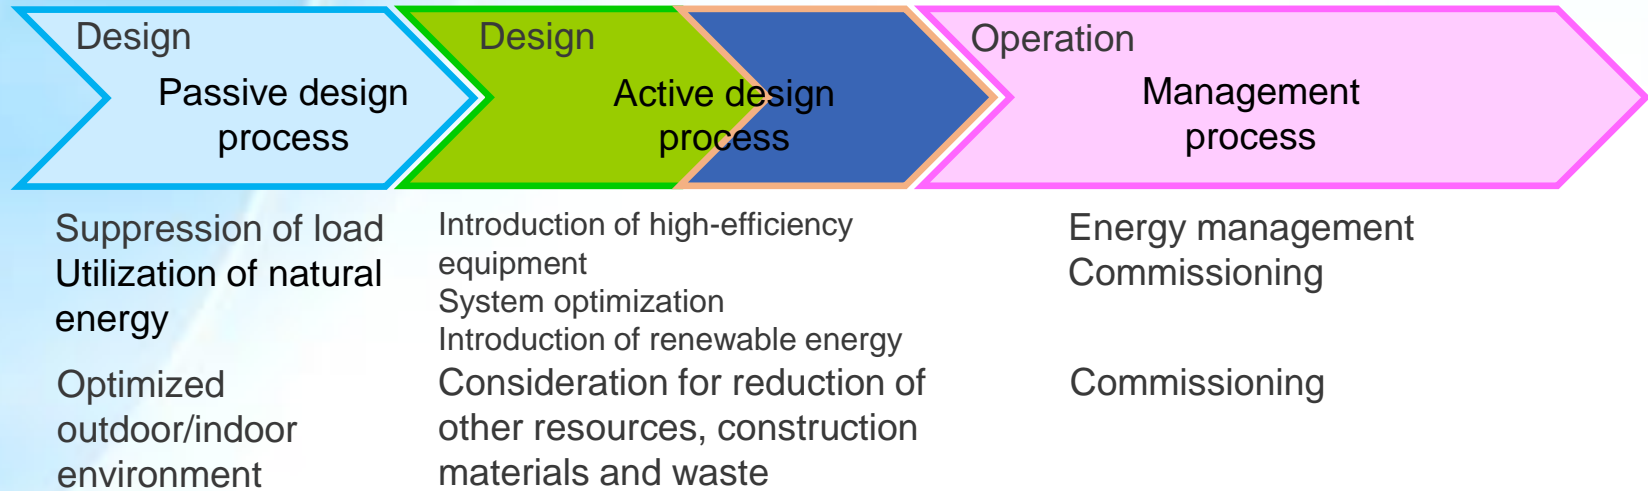 Design
Passive design
process
Design
Active design
process
Operation
Management
process
Suppression of load
Utilization of natural
energy
Optimized
outdoor/indoor
environment
Introduction of high-efficiency
equipment
System optimization
Introduction of renewable energy
Consideration for reduction of
other resources, construction
materials and waste
Energy management
Commissioning
Commissioning